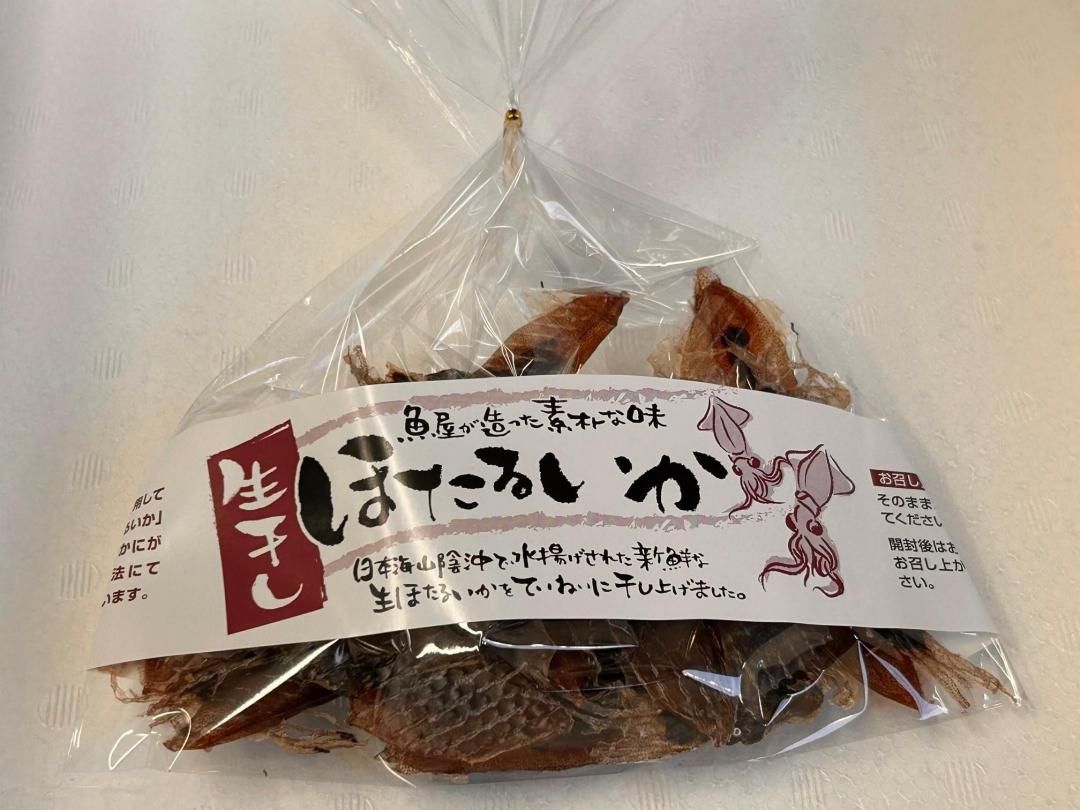 魚屋が造った素朴な味
生干し
ほたるいか
日本海山陰沖で、水揚げされた新鮮な
生ほたるいかをていねいに干し上げました。
用して
らいか」
かにが
法にて
います。
お召し
そのまま
てくださ
開封後はお
お召し上が
さい。